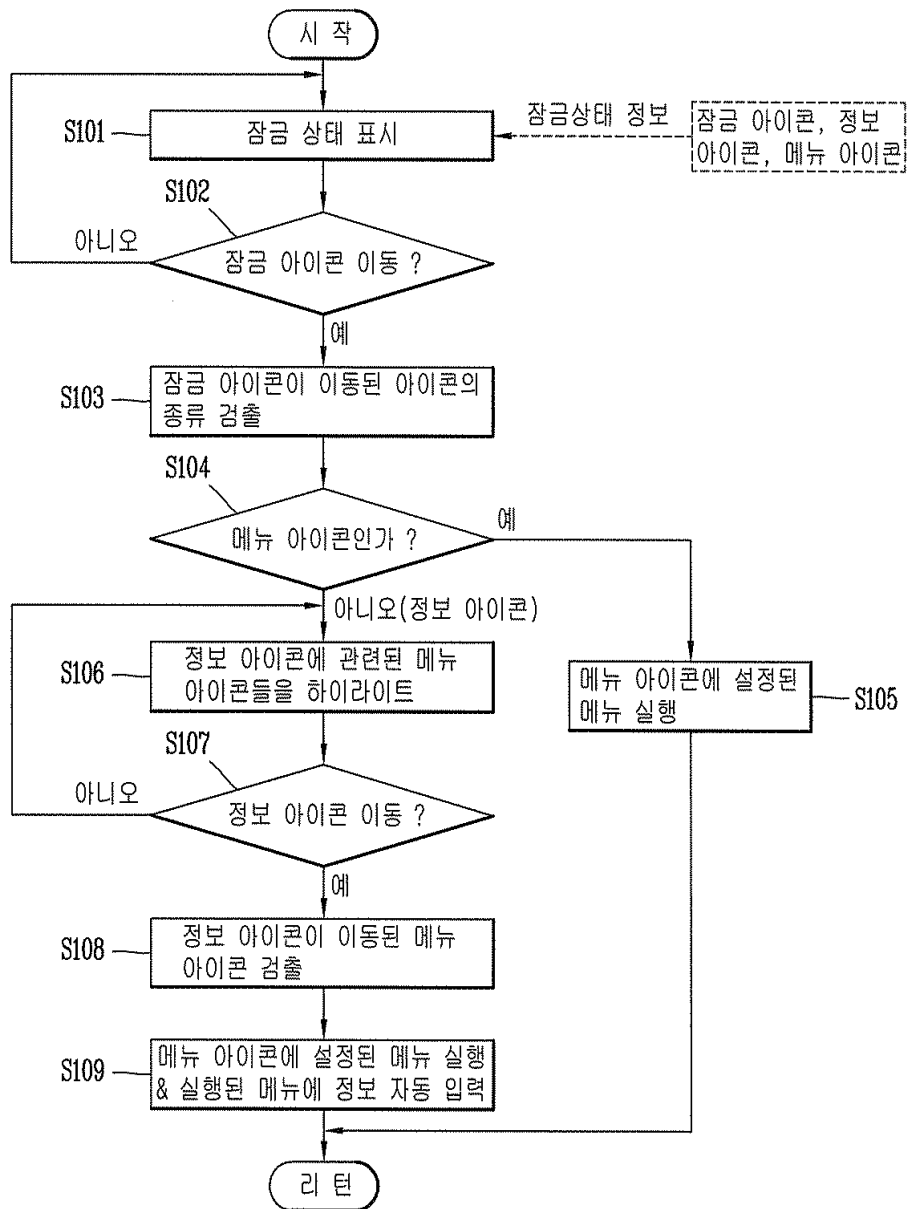 시 작
S101
잠금 상태 표시
잠금상태 정보
잠금 아이콘, 정보
아이콘, 메뉴 아이콘
S102
아니오
잠금 아이콘 이동 ?
예
S103
잠금 아이콘이 이동된 아이콘의
종류 검출
S104
메뉴 아이콘인가 ?
예
아니오(정보 아이콘)
S106
정보 아이콘에 관련된 메뉴
아이콘들을 하이라이트
메뉴 아이콘에 설정된
메뉴 실행
S105
S107
아니오
정보 아이콘 이동 ?
예
S108
정보 아이콘이 이동된 메뉴
아이콘 검출
S109
메뉴 아이콘에 설정된 메뉴 실행
& 실행된 메뉴에 정보 자동 입력
리 턴